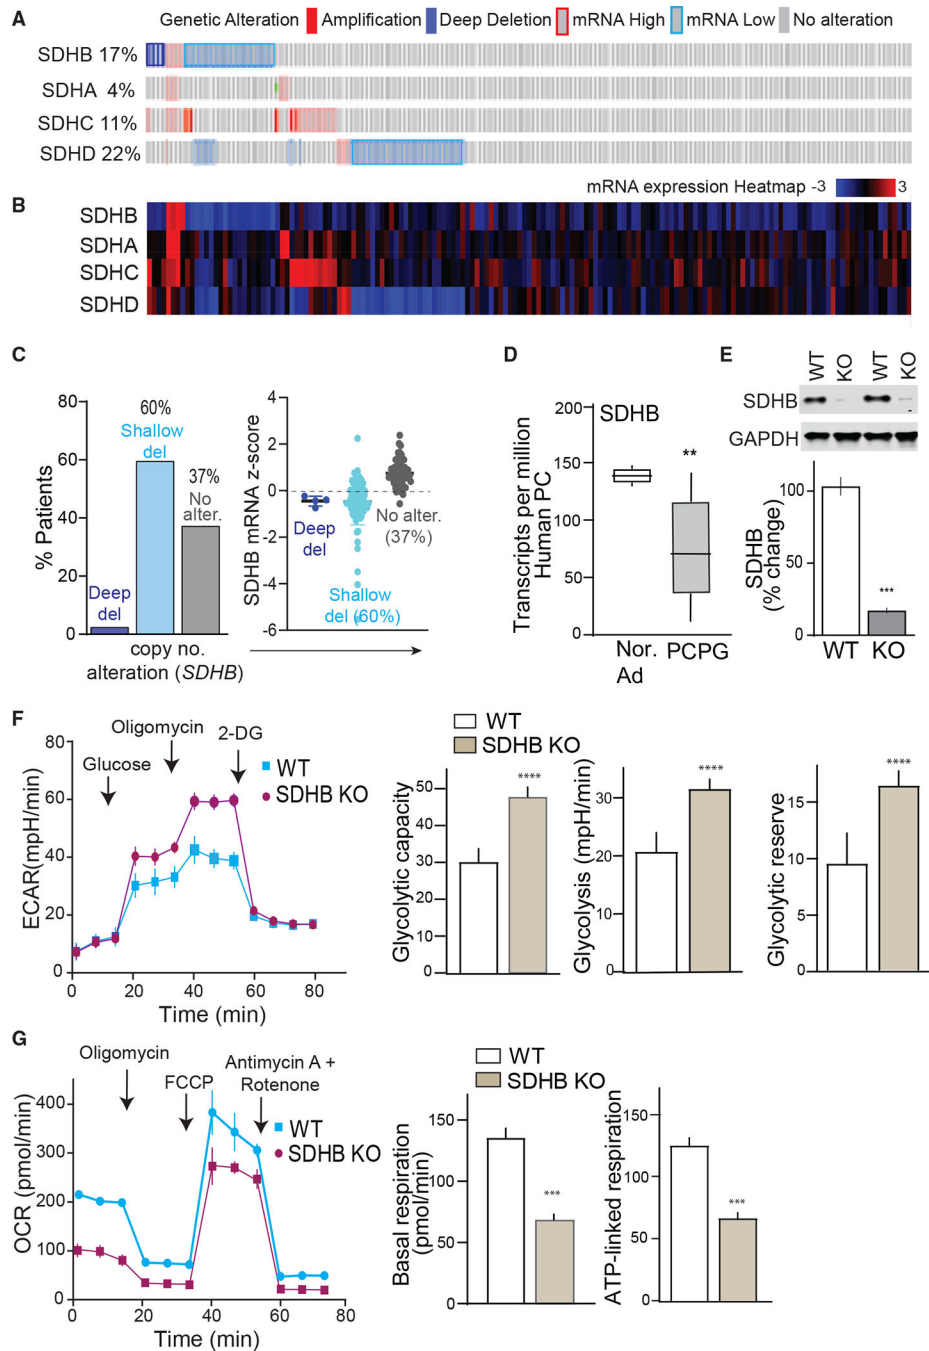 A
Genetic Alteration Amplification Deep Deletion mRNA High mRNA Low No alteration
SDHB 17%
SDHA 4%
SDHC 11%
SDHD 22%
mRNA expression Heatmap -3 3
B
SDHB
SDHA
SDHC
SDHD
C
% Patients
80
60
40
20
0
Deep
del
60%
Shallow
del
37%
No
alter.
copy no.
alteration (SDHB)
SDHB mRNA z-score
4
2
0
-2
-4
-6
Deep
del
No alter.
(37%)
Shallow
del (60%)
D
Transcripts per million
Human PC
200
150
100
50
0
SDHB
**
Nor.
Ad
PCPG
E
WT KO WT KO
SDHB
GAPDH
SDHB
(% change)
100
50
0
***
WT KO
F
ECAR(mpH/min)
80
60
40
20
0
Glucose
Oligomycin
2-DG
WT
SDHB KO
0 20 40 60 80
Time (min)
WT
SDHB KO
Glycolytic capacity
50
40
30
20
10
0
****
Glycolysis (mpH/min)
30
20
10
0
****
Glycolytic reserve
15
10
5
0
****
G
OCR (pmol/min)
400
300
200
100
0
Oligomycin
FCCP
Antimycin A +
Rotenone
WT
SDHB KO
0 20 40 60 80
Time (min)
WT
SDHB KO
Basal respiration
(pmol/min)
150
100
50
0
***
ATP-linked respiration
150
100
50
0
***